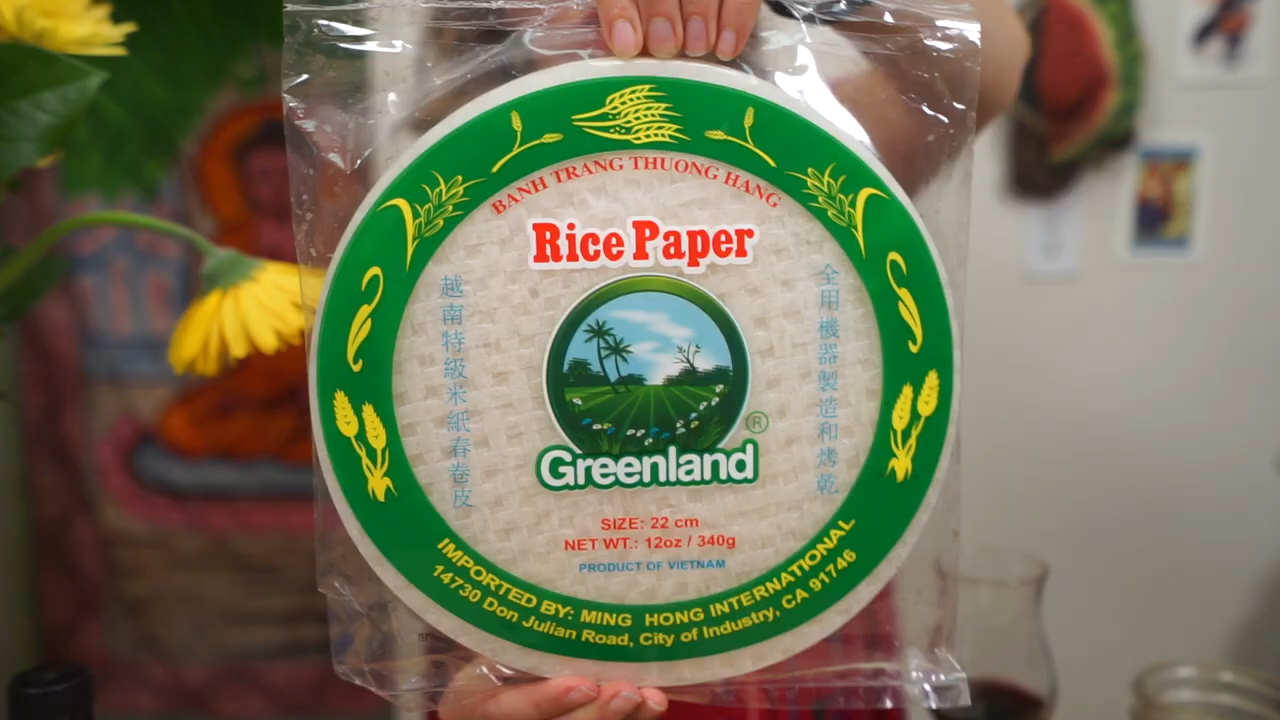 BANH TRANG THUONG HANG
Rice Paper
越南特級米紙春卷皮
全用機器製造和烤乾
®
Greenland
SIZE: 22 cm
NET WT.: 12oz / 340g
PRODUCT OF VIETNAM
IMPORTED BY: MING HONG INTERNATIONAL
14730 Don Julian Road, City of Industry, CA 91746